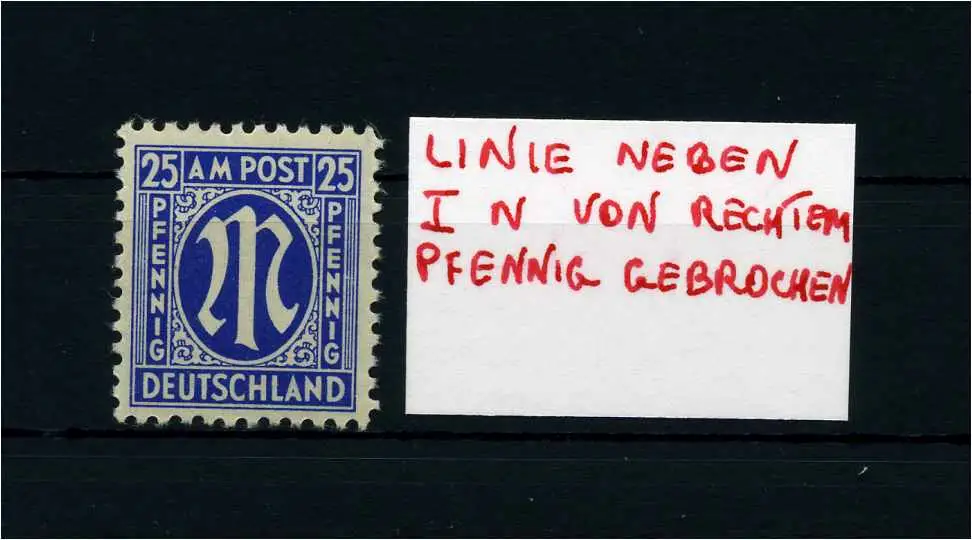 25 AM POST 25
PFENNIG
PFENNIG
DEUTSCHLAND
LINIE NEBEN
I N VON RECHTEM
PFENNIG GEBROCHEN